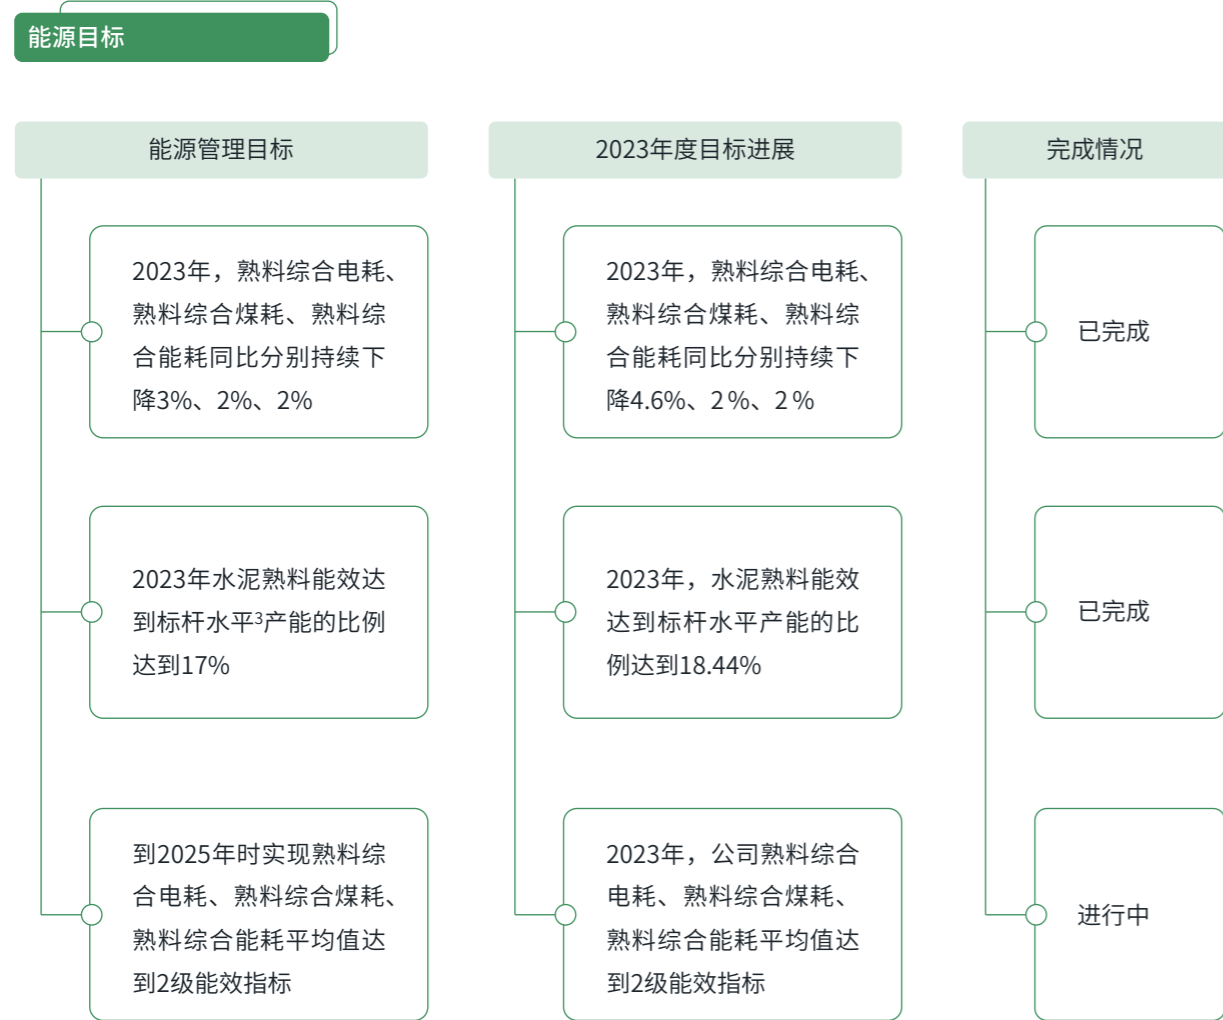 能源目标
能源管理目标
2023年度目标进展
完成情况
2023年，熟料综合电耗、
熟料综合煤耗、熟料综
合能耗同比分别持续下
降3%、2%、2%
2023年，熟料综合电耗、
熟料综合煤耗、熟料综
合能耗同比分别持续下
降4.6%、2%、2%
已完成
2023年水泥熟料能效达
到标杆水平3产能的比例
达到17%
2023年，水泥熟料能效
达到标杆水平产能的比
例达到18.44%
已完成
到2025年时实现熟料综
合电耗、熟料综合煤耗、
熟料综合能耗平均值达
到2级能效指标
2023年，公司熟料综合
电耗、熟料综合煤耗、
熟料综合能耗平均值达
到2级能效指标
进行中